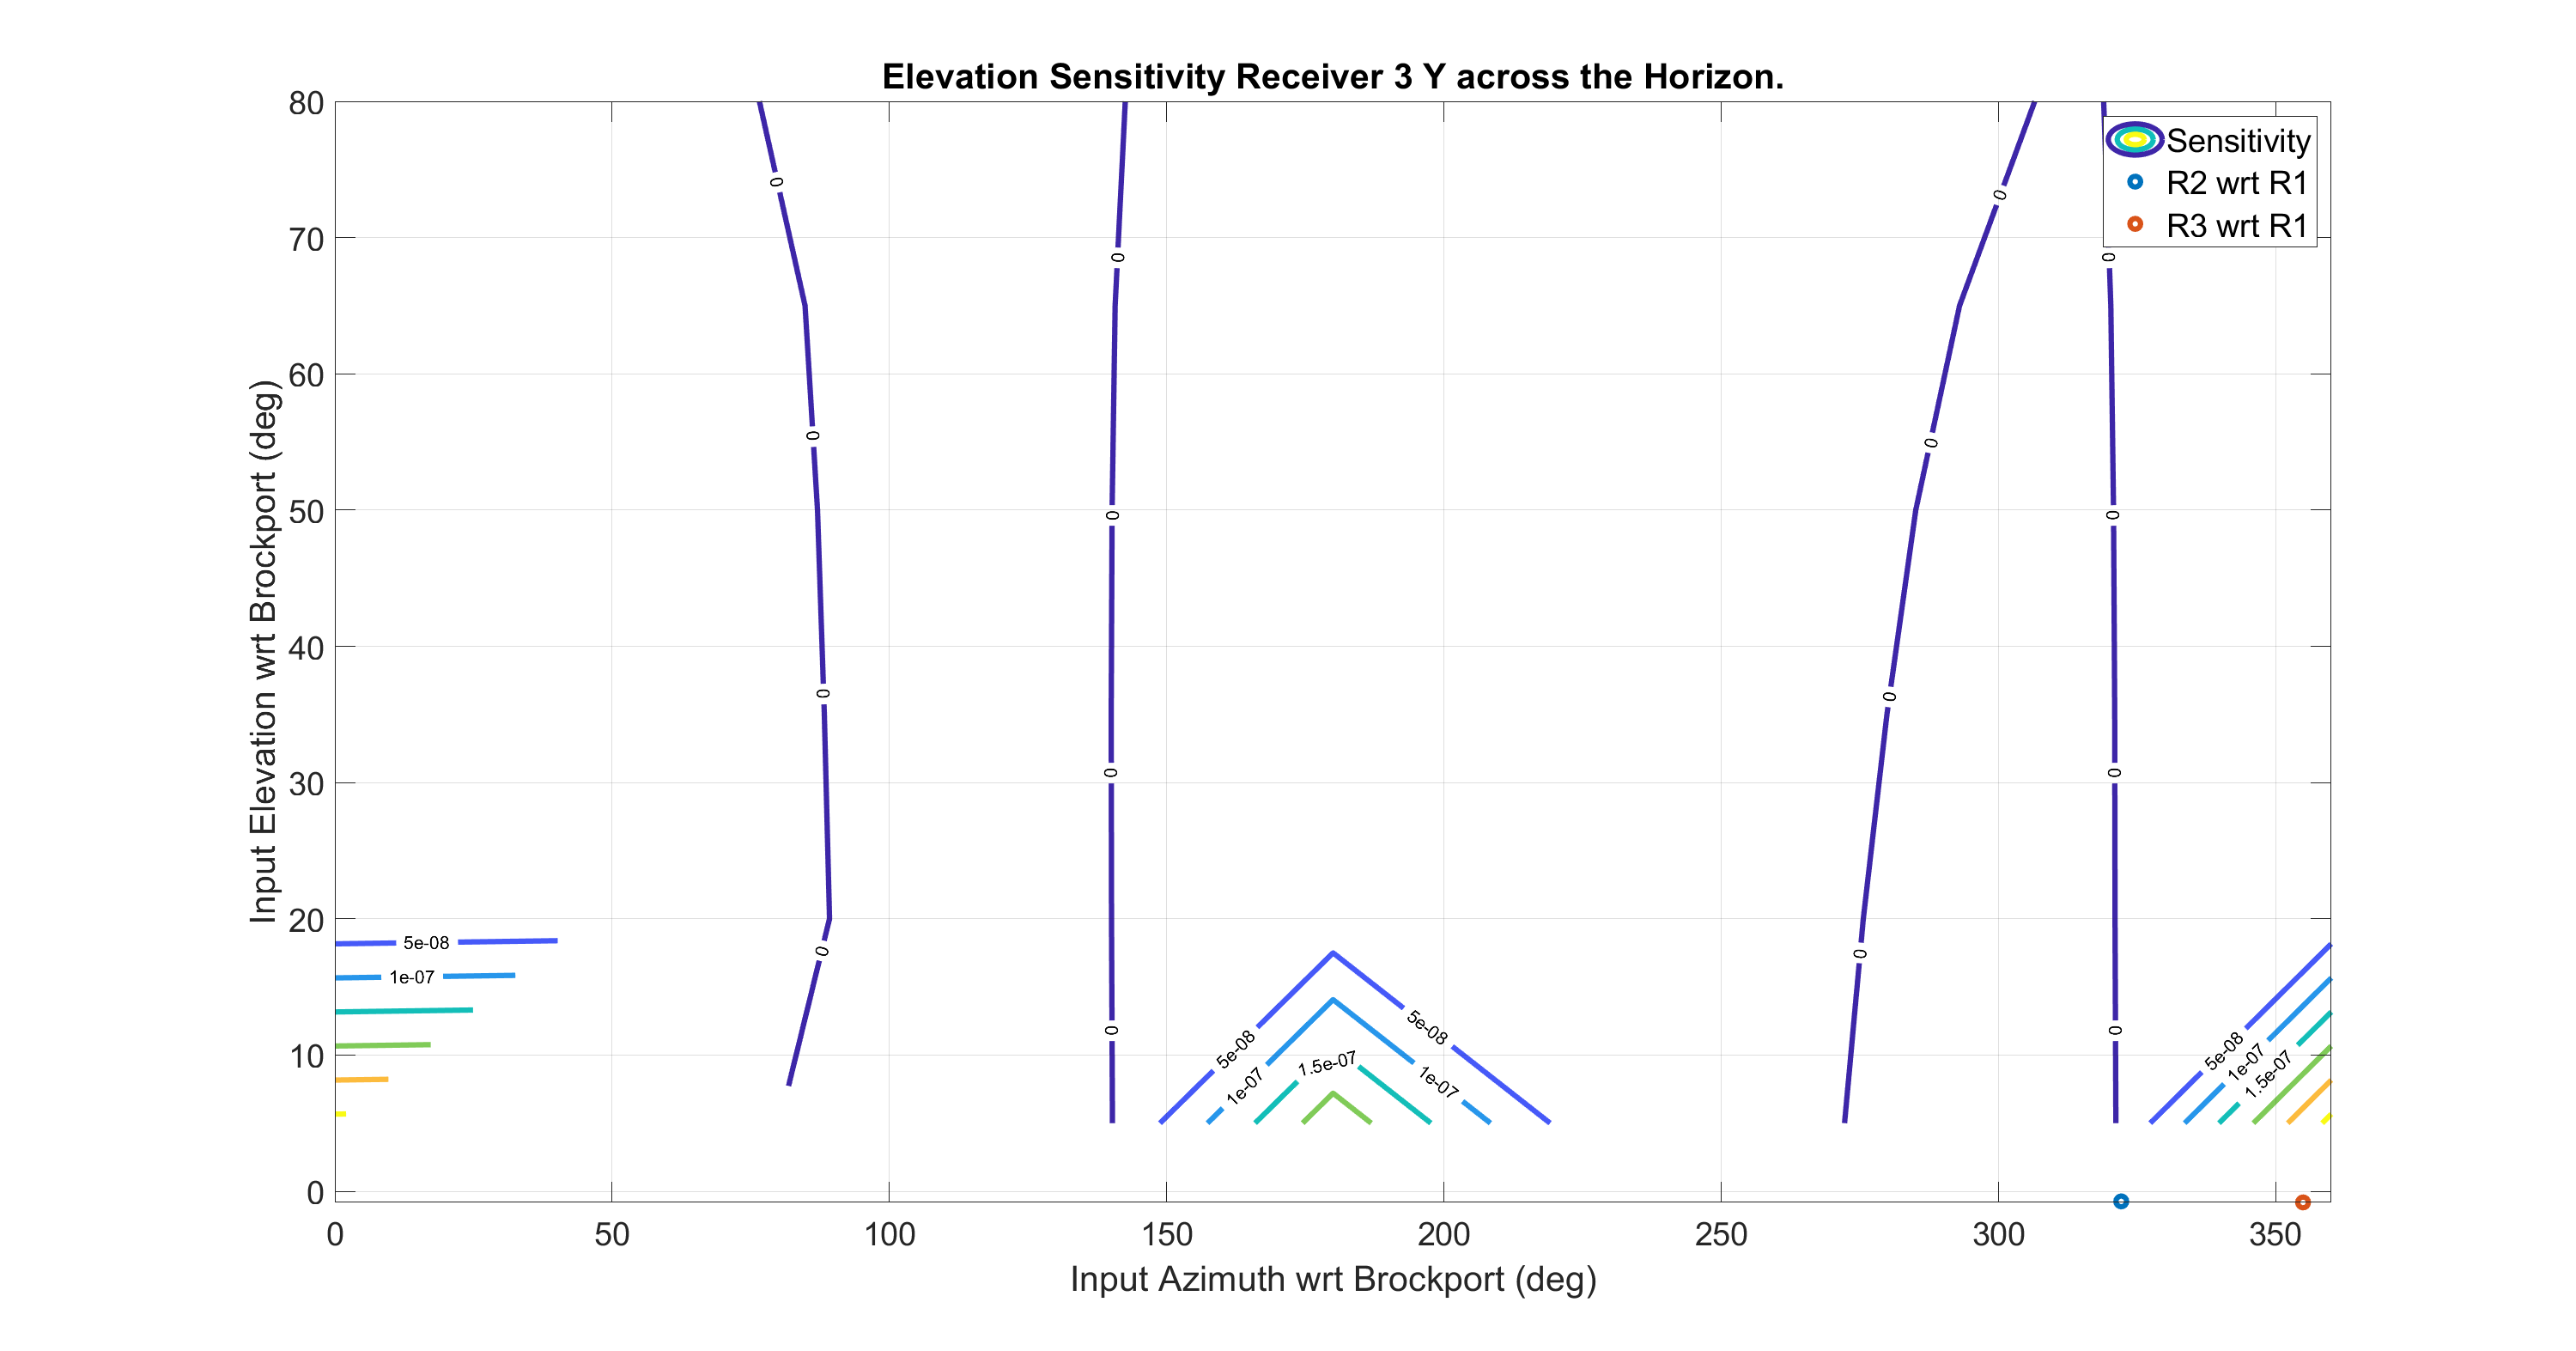 Elevation Sensitivity Receiver 3 Y across the Horizon.
Sensitivity
R2 wrt R1
R3 wrt R1
Input Elevation wrt Brockport (deg)
80
70
60
50
40
30
20
10
0
0 0 0 0
0 0 0 0
0 0 0 0
0 0 0 0
0 0 0 0
5e-08
1e-07
5e-08
1e-07
1.5e-07
5e-08
1e-07
5e-08
1e-07
1.5e-07
0 50 100 150 200 250 300 350
Input Azimuth wrt Brockport (deg)